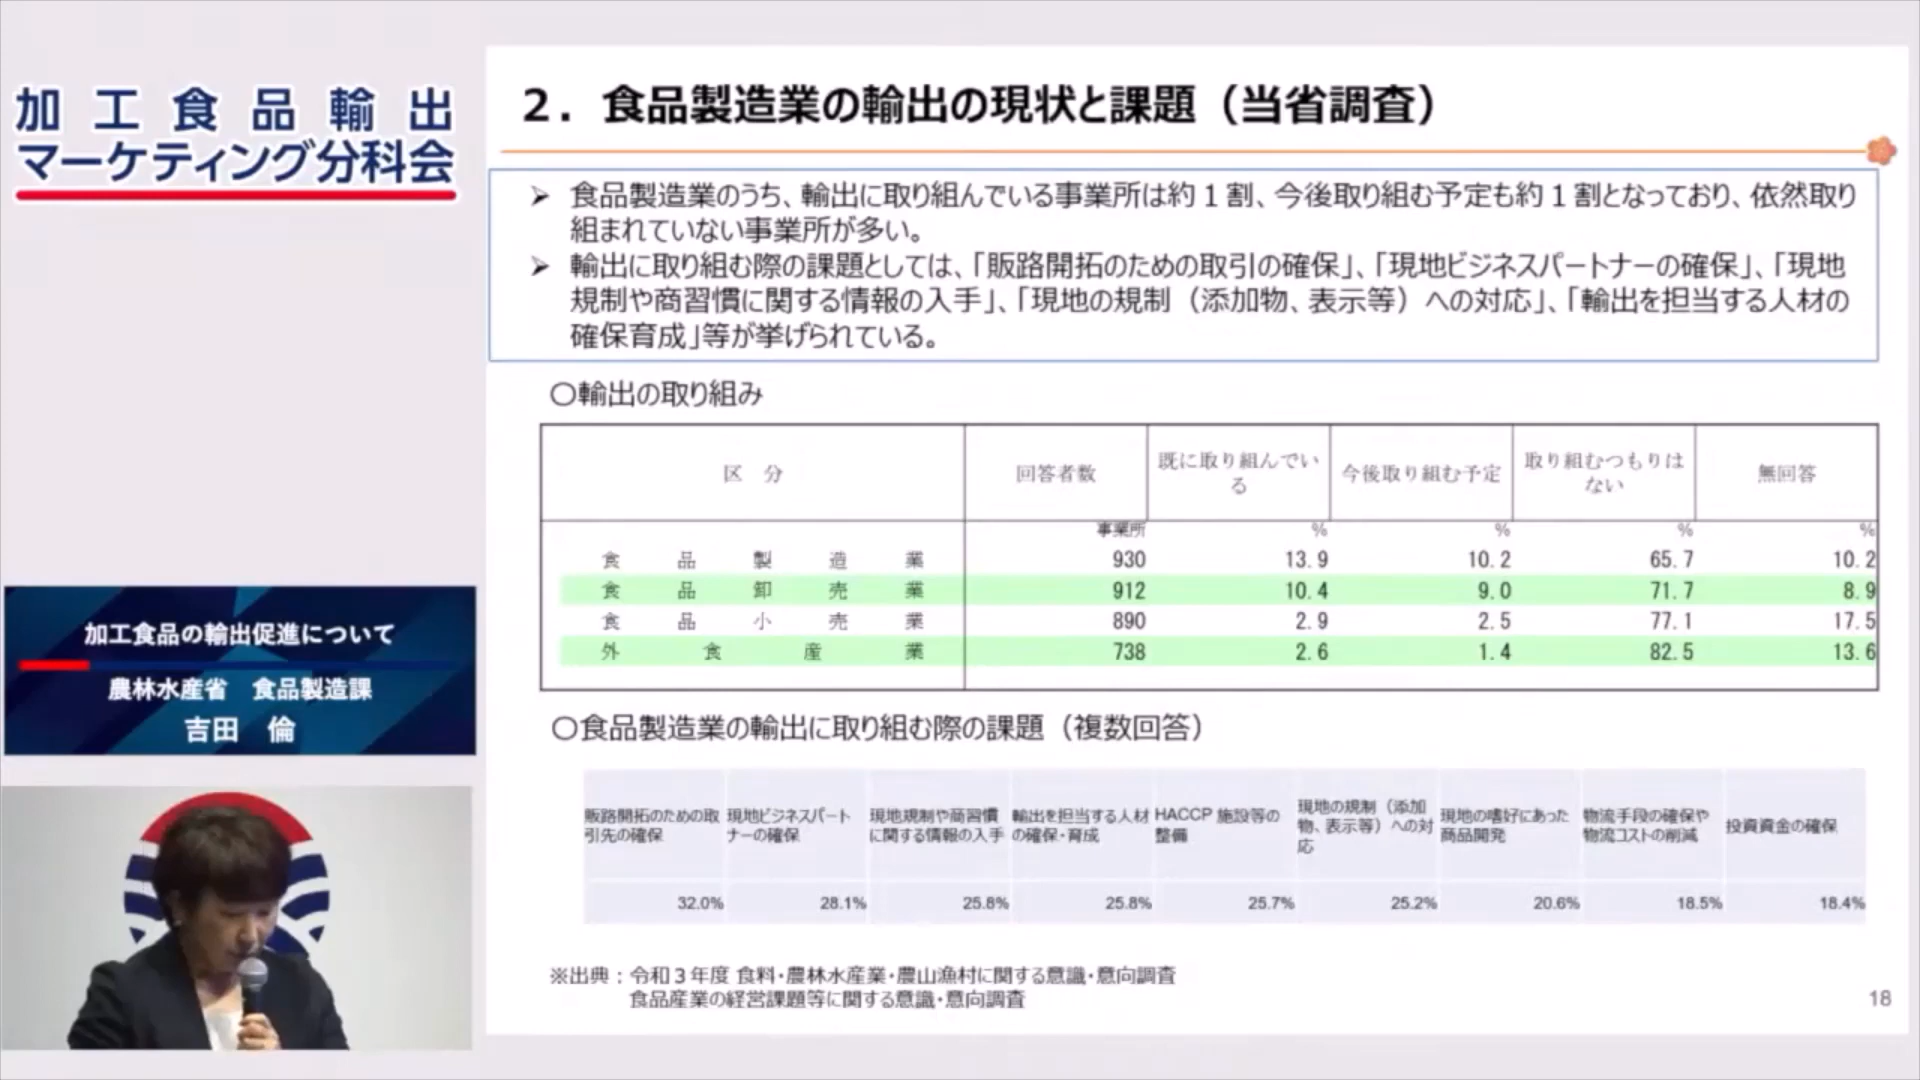 加工食品輸出
マーケティング分科会
２．食品製造業の輸出の現状と課題（当省調査）
➢ 食品製造業のうち、輸出に取り組んでいる事業所は約１割、今後取り組む予定も約１割となっており、依然取り
組まれていない事業所が多い。
➢ 輸出に取り組む際の課題としては、「販路開拓のための取引の確保」、「現地ビジネスパートナーの確保」、「現地
規制や商習慣に関する情報の入手」、「現地の規制（添加物、表示等）への対応」、「輸出を担当する人材の
確保育成」等が挙げられている。
〇輸出の取り組み
区　分 回答者数 既に取り組んでい
る 今後取り組む予定 取り組むつもりは
ない 無回答
事業所 % % % %
食品製造業 930 13.9 10.2 65.7 10.2
食品卸売業 912 10.4 9.0 71.7 8.9
食品小売業 890 2.9 2.5 77.1 17.5
外食産業 738 2.6 1.4 82.5 13.6
〇食品製造業の輸出に取り組む際の課題（複数回答）
販路開拓のための取
引先の確保
現地ビジネスパート
ナーの確保
現地規制や商習慣
に関する情報の入手
輸出を担当する人材
の確保・育成
HACCP 施設等の
整備
現地の規制（添加
物、表示等）への対
応
現地の嗜好にあった
商品開発
物流手段の確保や
物流コストの削減
投資資金の確保
32.0% 28.1% 25.8% 25.8% 25.7% 25.2% 20.6% 18.5% 18.4%
※出典：令和３年度 食料・農林水産業・農山漁村に関する意識・意向調査
食品産業の経営課題等に関する意識・意向調査
18
加工食品の輸出促進について
農林水産省　食品製造課
吉田　倫